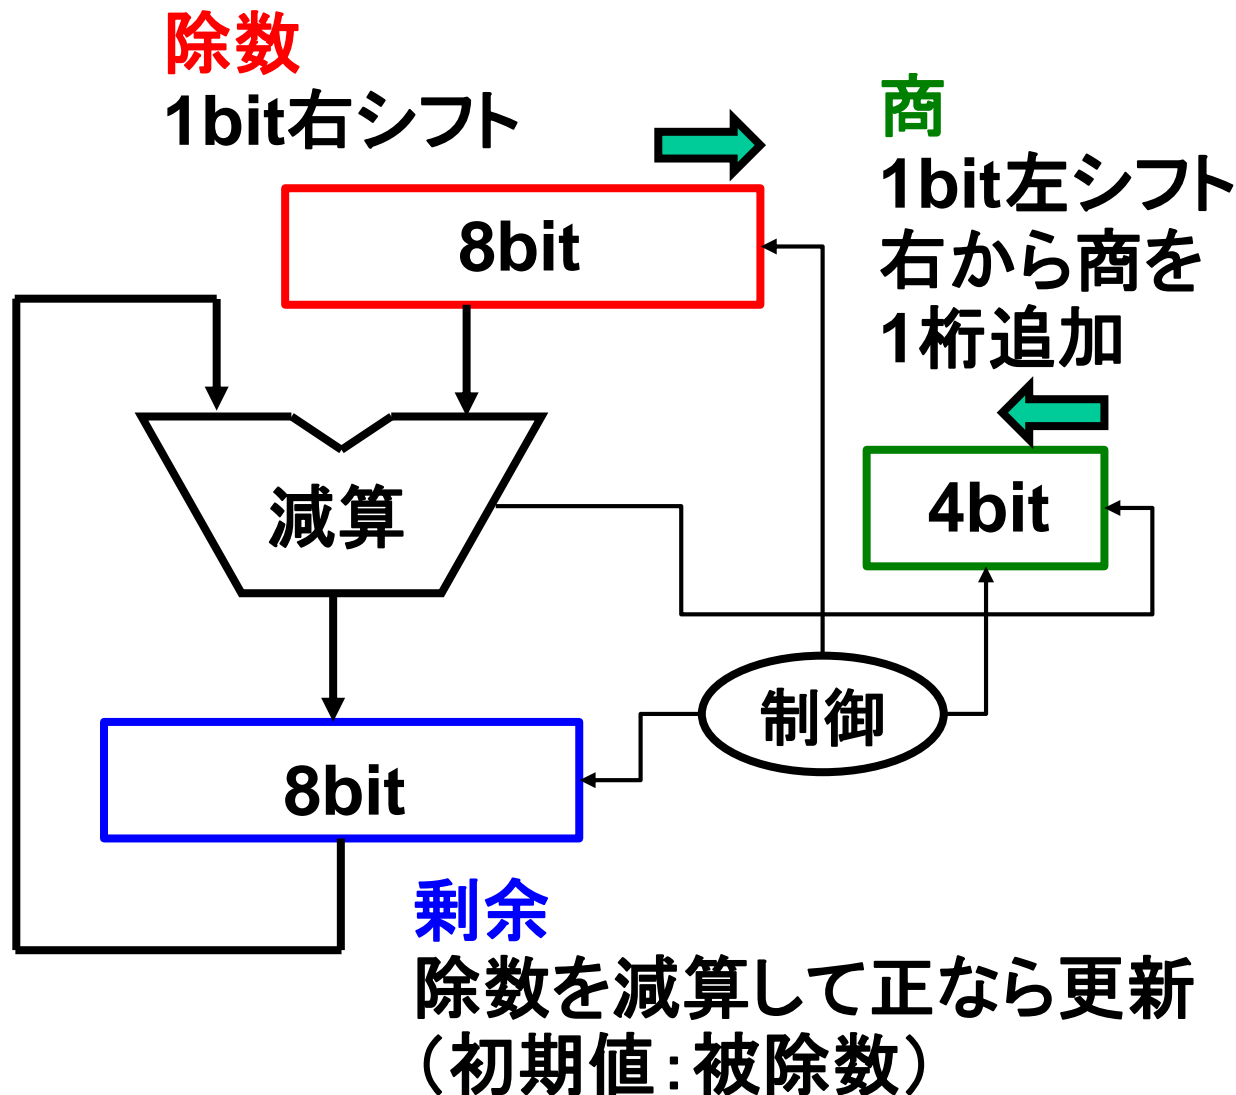 除数
1bit右シフト
8bit
商
1bit左シフト
右から商を
1桁追加
4bit
減算
制御
8bit
剰余
除数を減算して正なら更新
（初期値：被除数）